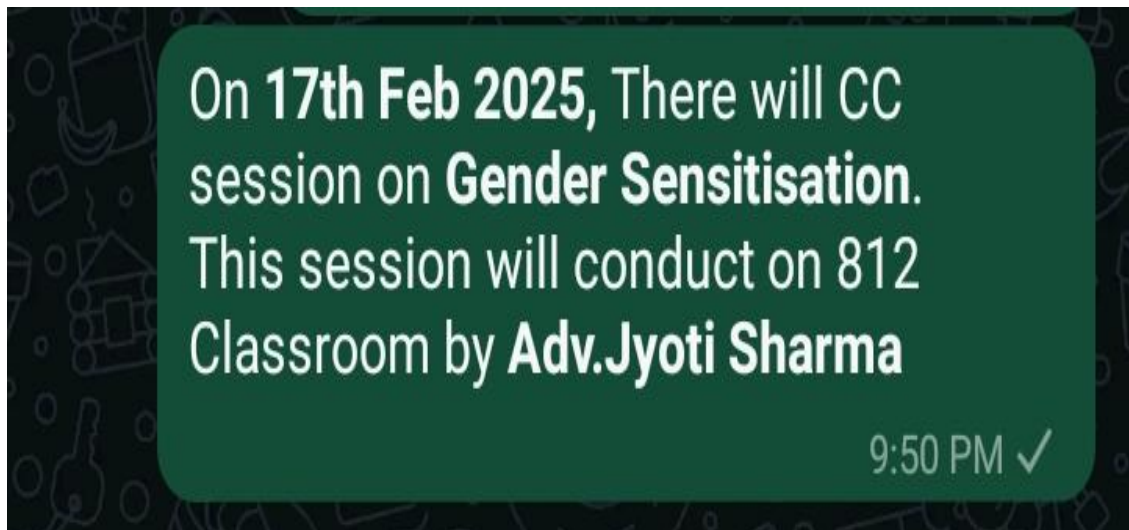 On 17th Feb 2025, There will CC
session on Gender Sensitisation.
This session will conduct on 812
Classroom by Adv.Jyoti Sharma
9:50 PM